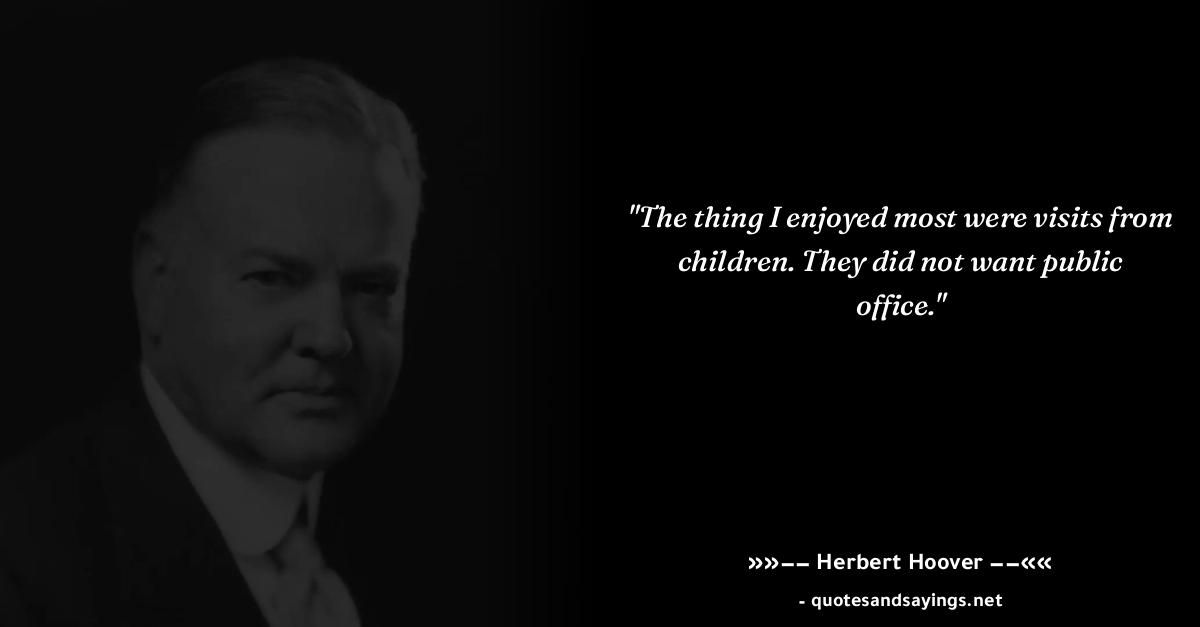 "The thing I enjoyed most were visits from
children. They did not want public
office."
»»–– Herbert Hoover ––««
- quotesandsayings.net